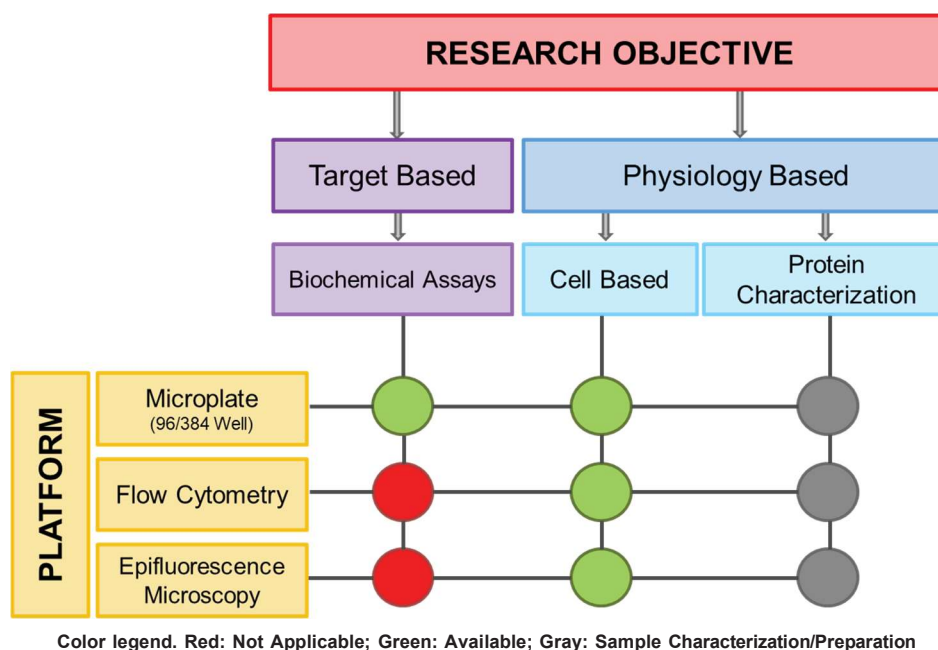 RESEARCH OBJECTIVE
Target Based
Physiology Based
Biochemical Assays
Cell Based
Protein
Characterization
PLATFORM
Microplate
(96/384 Well)
Flow Cytometry
Epifluorescence
Microscopy
Color legend. Red: Not Applicable; Green: Available; Gray: Sample Characterization/Preparation